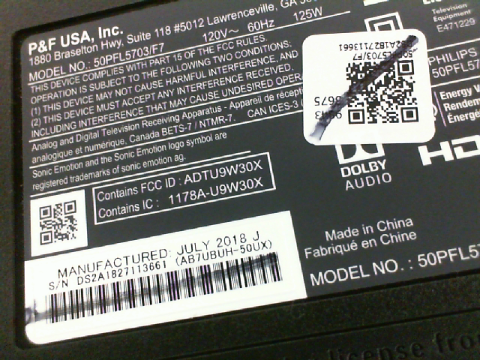 P&F USA, Inc.
1880 Braselton Hwy, Suite 118 #5012 Lawrenceville, GA
MODEL NO.: 50PFL5703/F7 120V~ 60Hz 125W
THIS DEVICE COMPLIES WITH PART 15 OF THE FCC RULES.
OPERATION IS SUBJECT TO THE FOLLOWING TWO CONDITIONS.
(1) THIS DEVICE MAY NOT CAUSE HARMFUL INTERFERENCE, AND
(2) THIS DEVICE MUST ACCEPT ANY INTERFERENCE RECEIVED,
INCLUDING INTERFERENCE THAT MAY CAUSE UNDESIRED OPERATION.
Analog and Digital Television Receiving Apparatus - Appareil de
analogique et numérique, Canada BETS-7 / NTMR-7. CAN ICES-3
Sonic Emotion and the Sonic Emotion logo symbol are
registered trademarks of sonic emotion ag.
Contains FCC ID : ADTU9W30X
Contains IC : 1178A-U9W30X
MANUFACTURED: JULY 2018 J
S/N DS2A1827113661 (AB7UBUH-50UX)
Television
Equipment
E471229
DS2A1827113661
50PFL5703/F7
PHILIPS
DOLBY
AUDIO
Made in China
Fabriqué en Chine
MODEL NO. :
license from